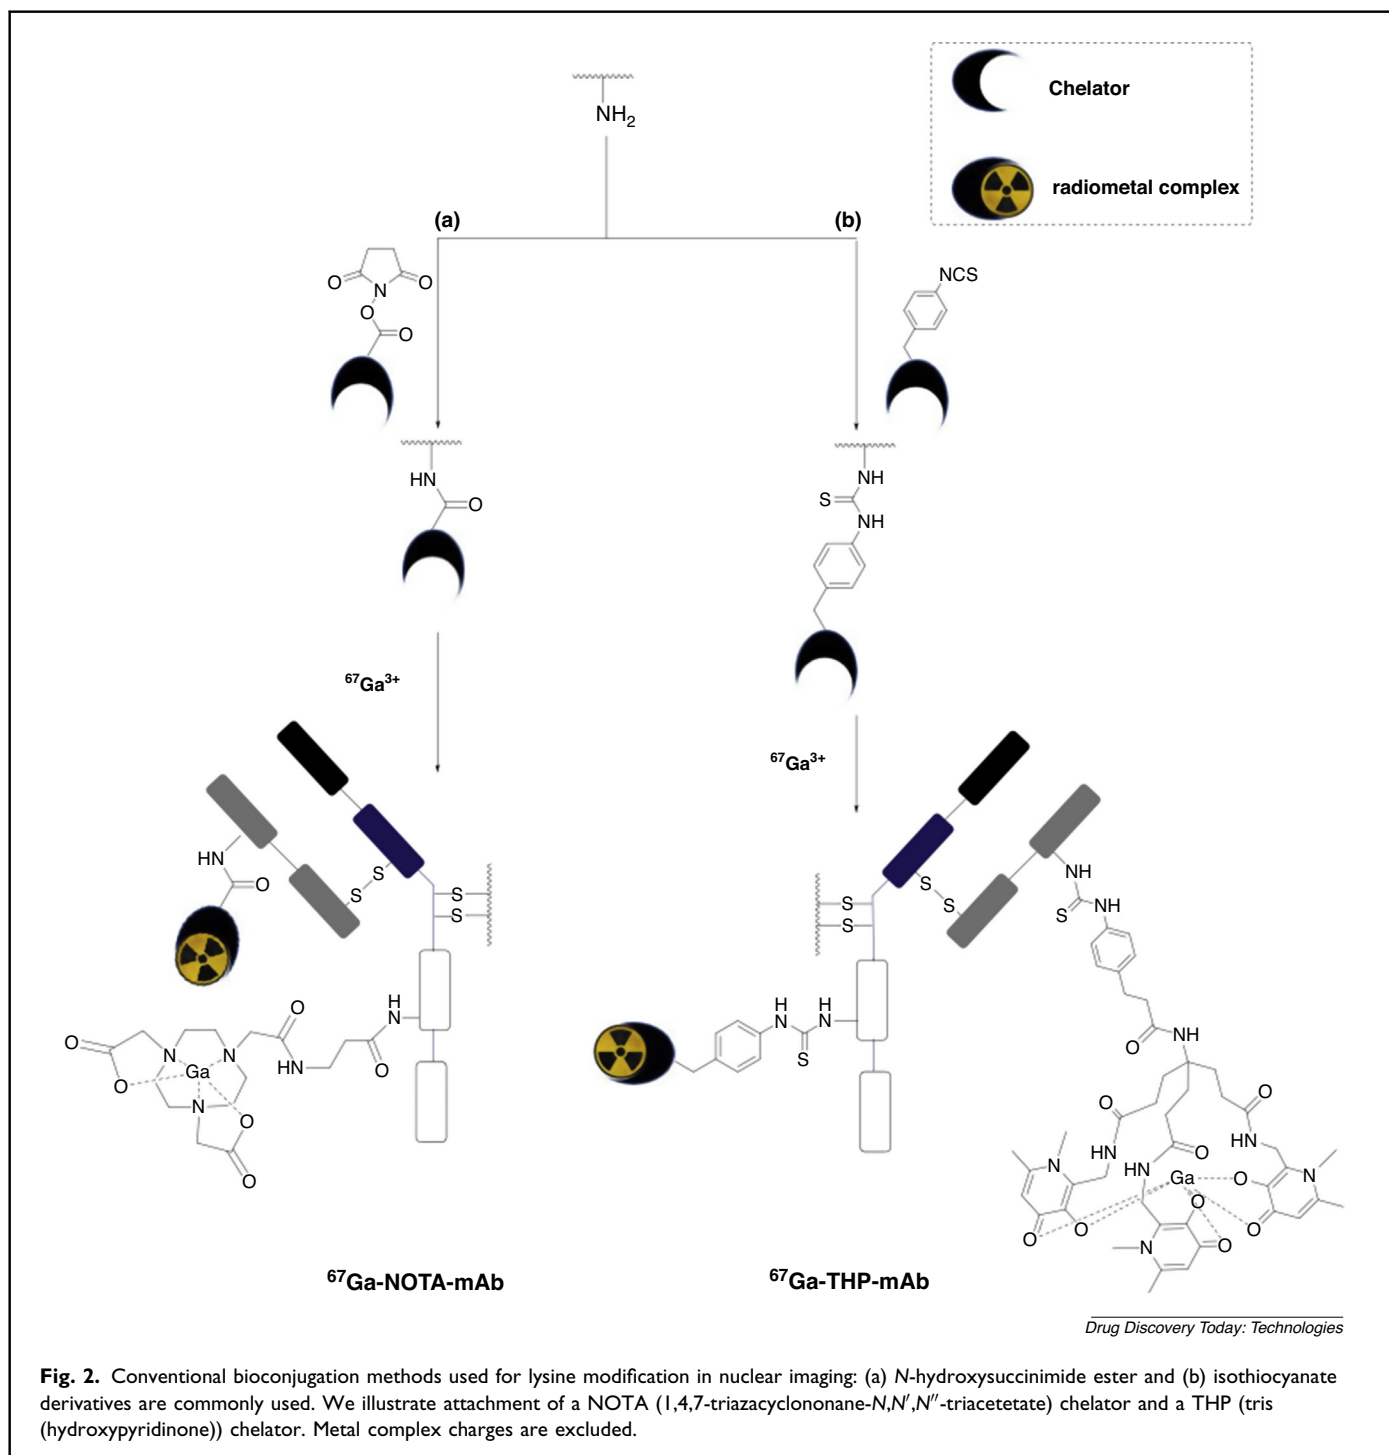 Chelator
radiometal complex
NH2
(a)
(b)
O
N
O
O
O
NCS
HN
O
NH
S
NH
67Ga3+
67Ga3+
HN
O
S
S
S
S
S
S
S
S
NH
S
NH
O
O
N
N
Ga
N
O
O
O
HN
O
H
N
O
H
N
S
H
N
O
NH
O
O
O
HN
HN
HN
N
Ga
O
N
O
O
O
O
N
O
67Ga-NOTA-mAb
67Ga-THP-mAb
Drug Discovery Today: Technologies
Fig. 2. Conventional bioconjugation methods used for lysine modification in nuclear imaging: (a) N-hydroxysuccinimide ester and (b) isothiocyanate
derivatives are commonly used. We illustrate attachment of a NOTA (1,4,7-triazacyclononane-N,N′,N″-triacetetate) chelator and a THP (tris
(hydroxypyridinone)) chelator. Metal complex charges are excluded.